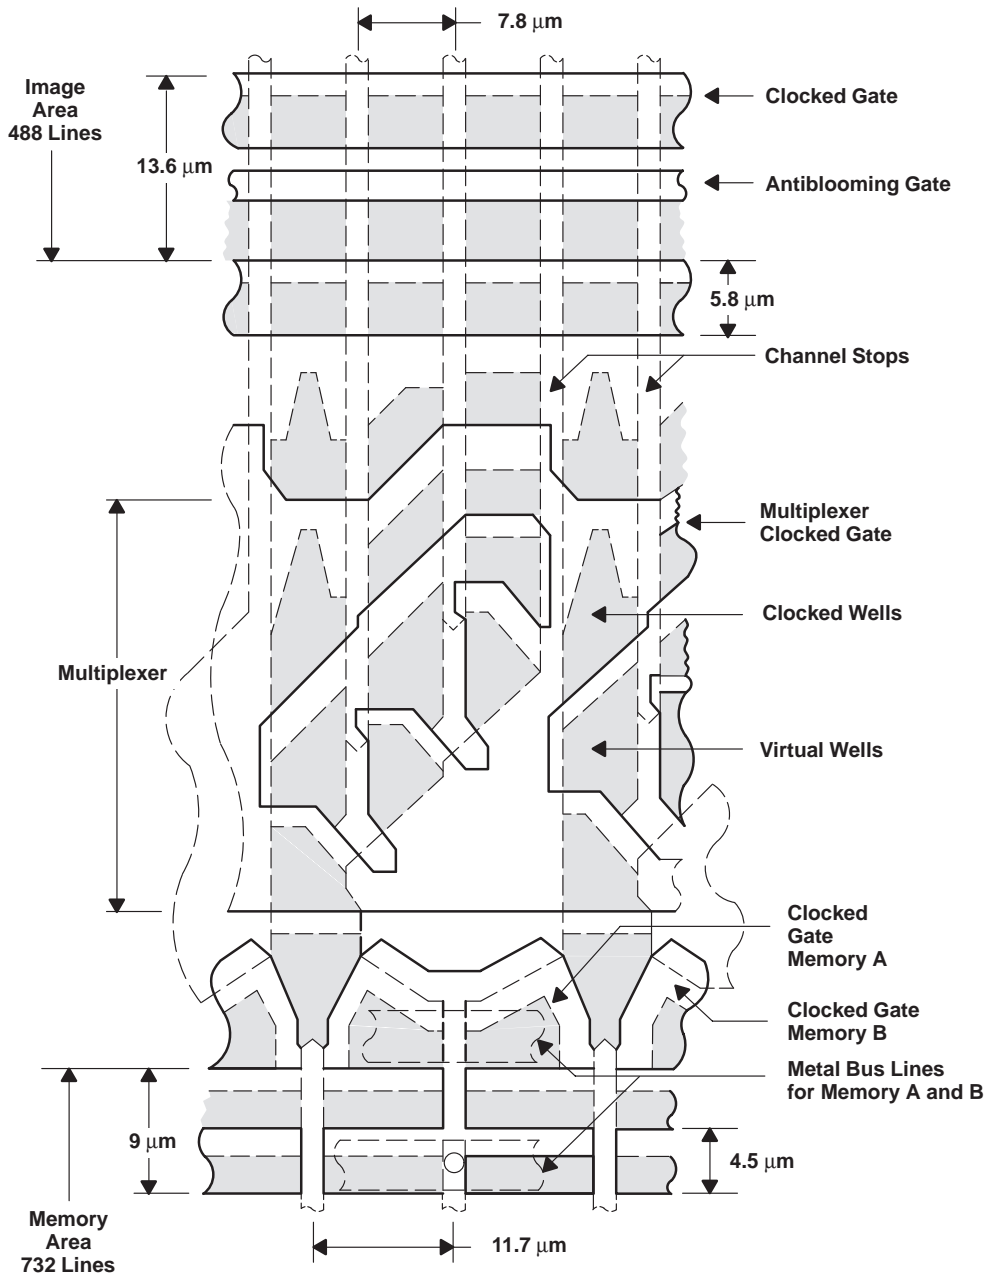 7.8 μm
Image
Area
488 Lines
Clocked Gate
13.6 μm
Antiblooming Gate
5.8 μm
Channel Stops
Multiplexer
Clocked Gate
Clocked Wells
Multiplexer
Virtual Wells
Clocked
Gate
Memory A
Clocked Gate
Memory B
Metal Bus Lines
for Memory A and B
9 μm
4.5 μm
Memory
Area
732 Lines
11.7 μm